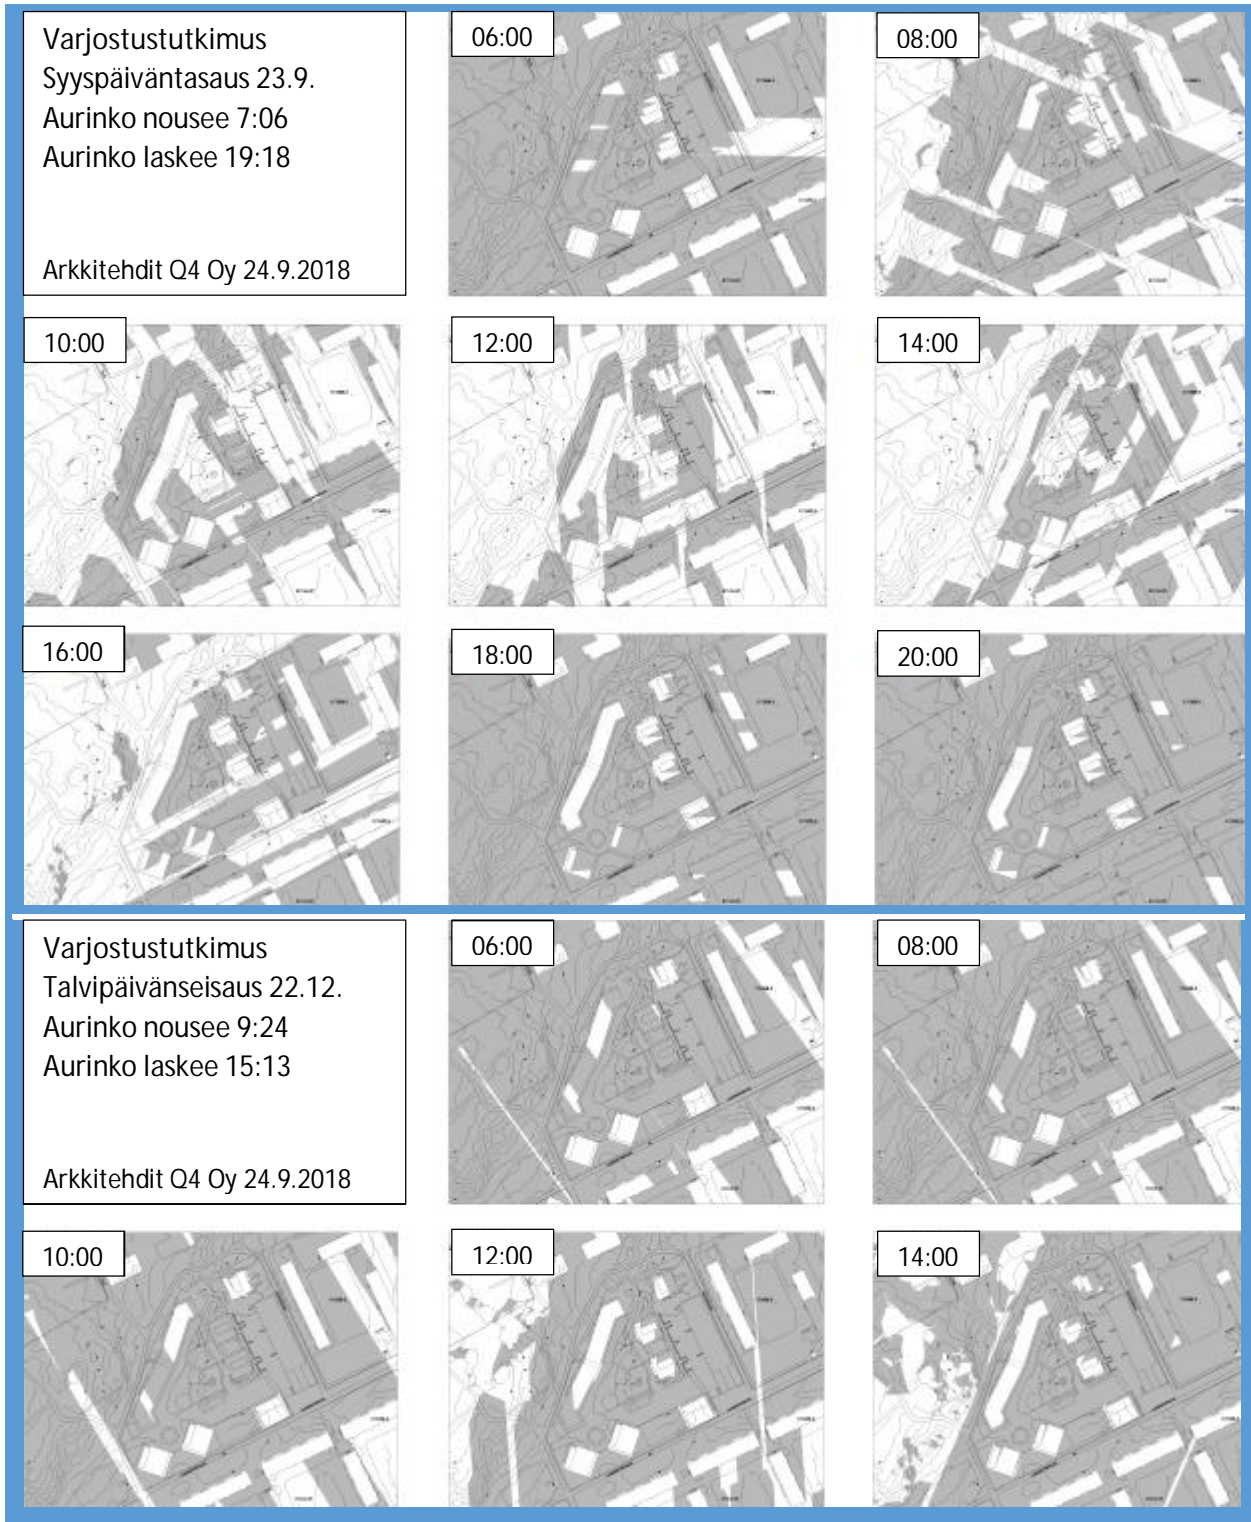 Varjostustutkimus
Syyspäiväntasaus 23.9.
Aurinko nousee 7:06
Aurinko laskee 19:18
Arkkitehdit Q4 Oy 24.9.2018
06:00
08:00
10:00
12:00
14:00
16:00
18:00
20:00
Varjostustutkimus
Talvipäivänseisaus 22.12.
Aurinko nousee 9:24
Aurinko laskee 15:13
Arkkitehdit Q4 Oy 24.9.2018
06:00
08:00
10:00
12:00
14:00